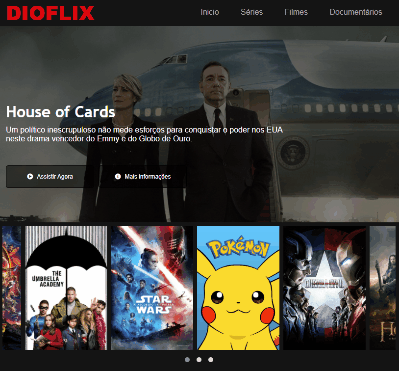 DIOFLIX
Início Séries Filmes Documentários
House of Cards
Um político inescrupuloso não mede esforços para conquistar o poder nos EUA
neste drama vencedor do Emmy e do Globo de Ouro.
Assistir Agora Mais informações
THE
UMBRELLA
ACADEMY
STAR
WARS
POKéMON